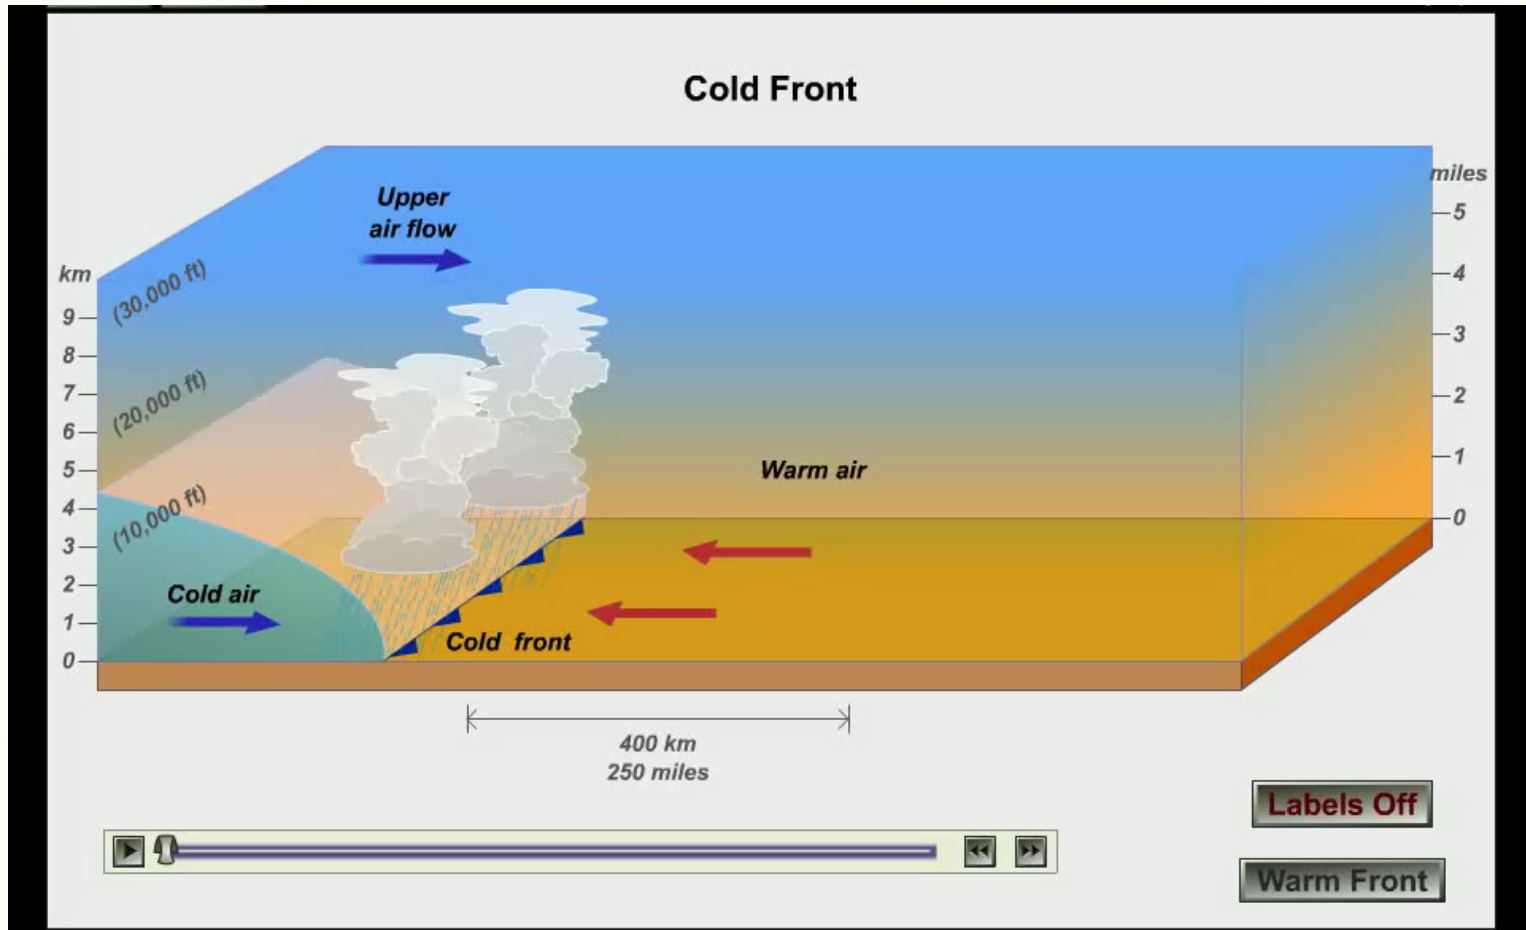 Cold Front
Upper
air flow
miles
5
4
3
2
1
0
km
9
8
7
6
5
4
3
2
1
0
(30,000 ft)
(20,000 ft)
(10,000 ft)
Warm air
Cold air
Cold front
400 km
250 miles
Labels Off
Warm Front